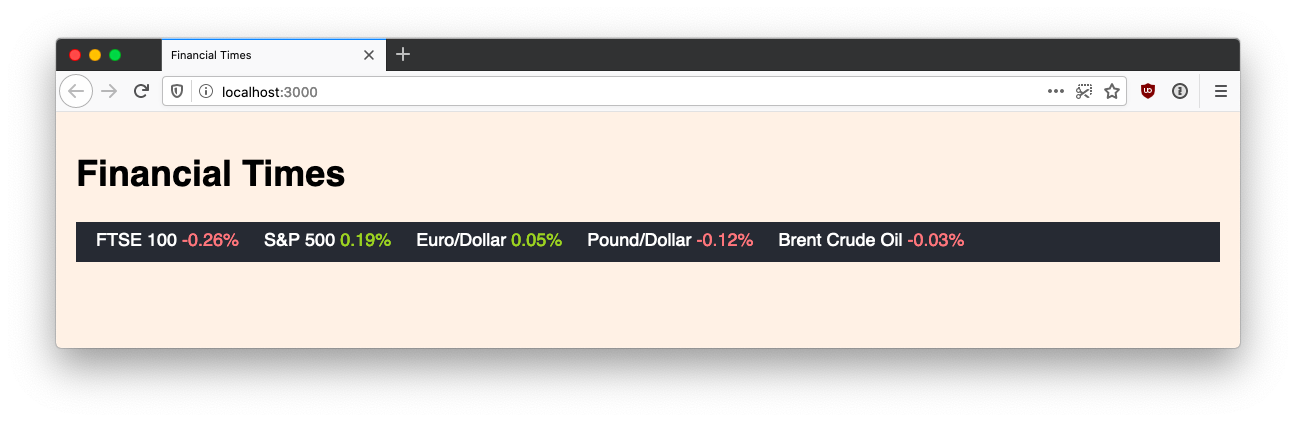 Financial Times
localhost:3000
Financial Times
FTSE 100 -0.26% S&P 500 0.19% Euro/Dollar 0.05% Pound/Dollar -0.12% Brent Crude Oil -0.03%